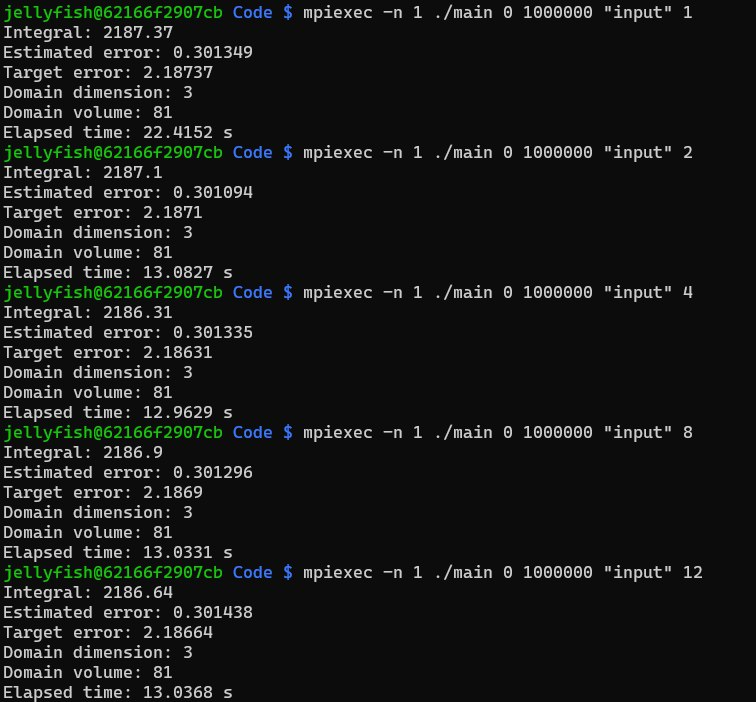 jellyfish@62166f2907cb Code $ mpiexec -n 1 ./main 0 1000000 "input" 1
Integral: 2187.37
Estimated error: 0.301349
Target error: 2.18737
Domain dimension: 3
Domain volume: 81
Elapsed time: 22.4152 s
jellyfish@62166f2907cb Code $ mpiexec -n 1 ./main 0 1000000 "input" 2
Integral: 2187.1
Estimated error: 0.301094
Target error: 2.1871
Domain dimension: 3
Domain volume: 81
Elapsed time: 13.0827 s
jellyfish@62166f2907cb Code $ mpiexec -n 1 ./main 0 1000000 "input" 4
Integral: 2186.31
Estimated error: 0.301335
Target error: 2.18631
Domain dimension: 3
Domain volume: 81
Elapsed time: 12.9629 s
jellyfish@62166f2907cb Code $ mpiexec -n 1 ./main 0 1000000 "input" 8
Integral: 2186.9
Estimated error: 0.301296
Target error: 2.1869
Domain dimension: 3
Domain volume: 81
Elapsed time: 13.0331 s
jellyfish@62166f2907cb Code $ mpiexec -n 1 ./main 0 1000000 "input" 12
Integral: 2186.64
Estimated error: 0.301438
Target error: 2.18664
Domain dimension: 3
Domain volume: 81
Elapsed time: 13.0368 s